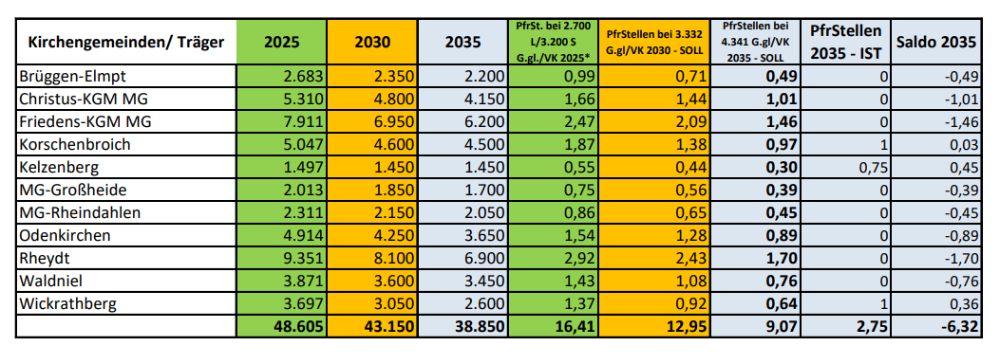 Kirchengemeinden/ Träger 2025 2030 2035 PfrSt. bei 2.700 L/3.200 S G.gl./VK 2025* PfrStellen bei 3.332 G.gl/VK 2030 - SOLL PfrStellen bei 4.341 G.gl/VK 2035 - SOLL PfrStellen 2035 - IST Saldo 2035
Brüggen-Elmpt 2.683 2.350 2.200 0,99 0,71 0,49 0 -0,49
Christus-KGM MG 5.310 4.800 4.150 1,66 1,44 1,01 0 -1,01
Friedens-KGM MG 7.911 6.950 6.200 2,47 2,09 1,46 0 -1,46
Korschenbroich 5.047 4.600 4.500 1,87 1,38 0,97 1 0,03
Kelzenberg 1.497 1.450 1.450 0,55 0,44 0,30 0,75 0,45
MG-Großheide 2.013 1.850 1.700 0,75 0,56 0,39 0 -0,39
MG-Rheindahlen 2.311 2.150 2.050 0,86 0,65 0,45 0 -0,45
Odenkirchen 4.914 4.250 3.650 1,54 1,28 0,89 0 -0,89
Rheydt 9.351 8.100 6.900 2,92 2,43 1,70 0 -1,70
Waldniel 3.871 3.600 3.450 1,43 1,08 0,76 0 -0,76
Wickrathberg 3.697 3.050 2.600 1,37 0,92 0,64 1 0,36
48.605 43.150 38.850 16,41 12,95 9,07 2,75 -6,32